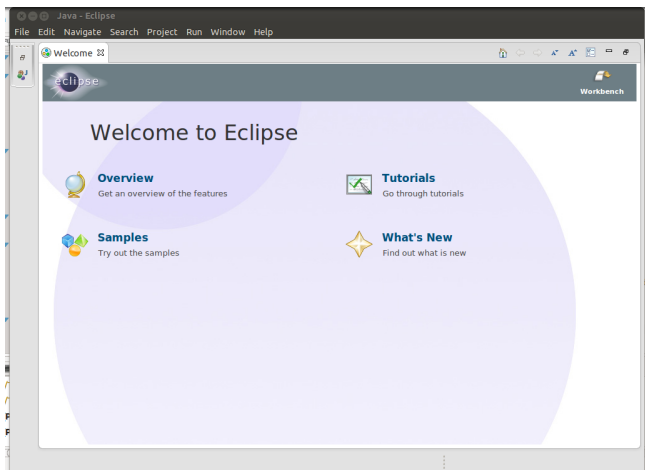 Java - Eclipse
File Edit Navigate Search Project Run Window Help
Welcome
eclipse
Workbench
Welcome to Eclipse
Overview
Get an overview of the features
Tutorials
Go through tutorials
Samples
Try out the samples
What's New
Find out what is new